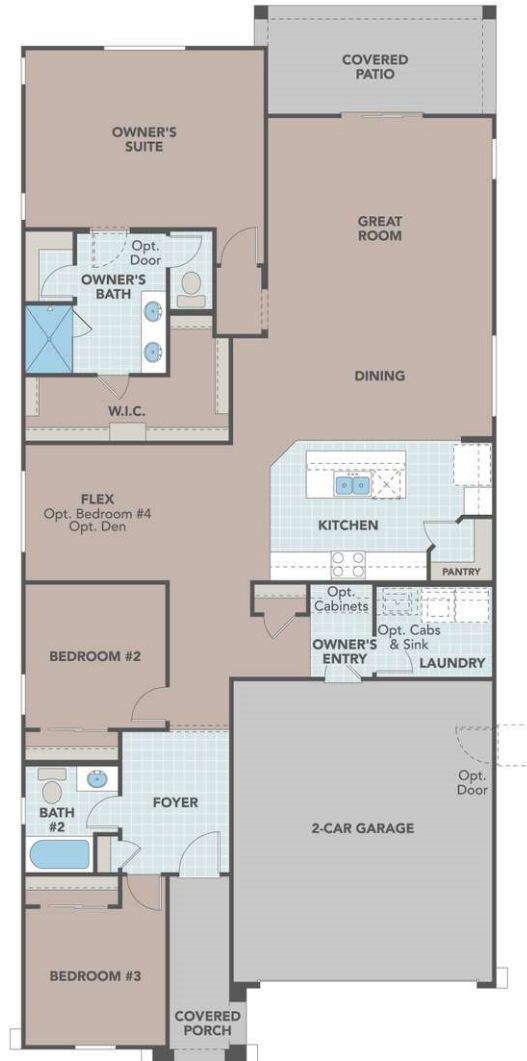 COVERED
PATIO
OWNER'S
SUITE
GREAT
ROOM
Opt.
Door
OWNER'S
BATH
DINING
W.I.C.
FLEX
Opt. Bedroom #4
Opt. Den
KITCHEN
PANTRY
Opt.
Cabinets
OWNER'S
ENTRY
Opt. Cabs
& Sink
LAUNDRY
BEDROOM #2
FOYER
BATH
#2
2-CAR GARAGE
Opt.
Door
BEDROOM #3
COVERED
PORCH